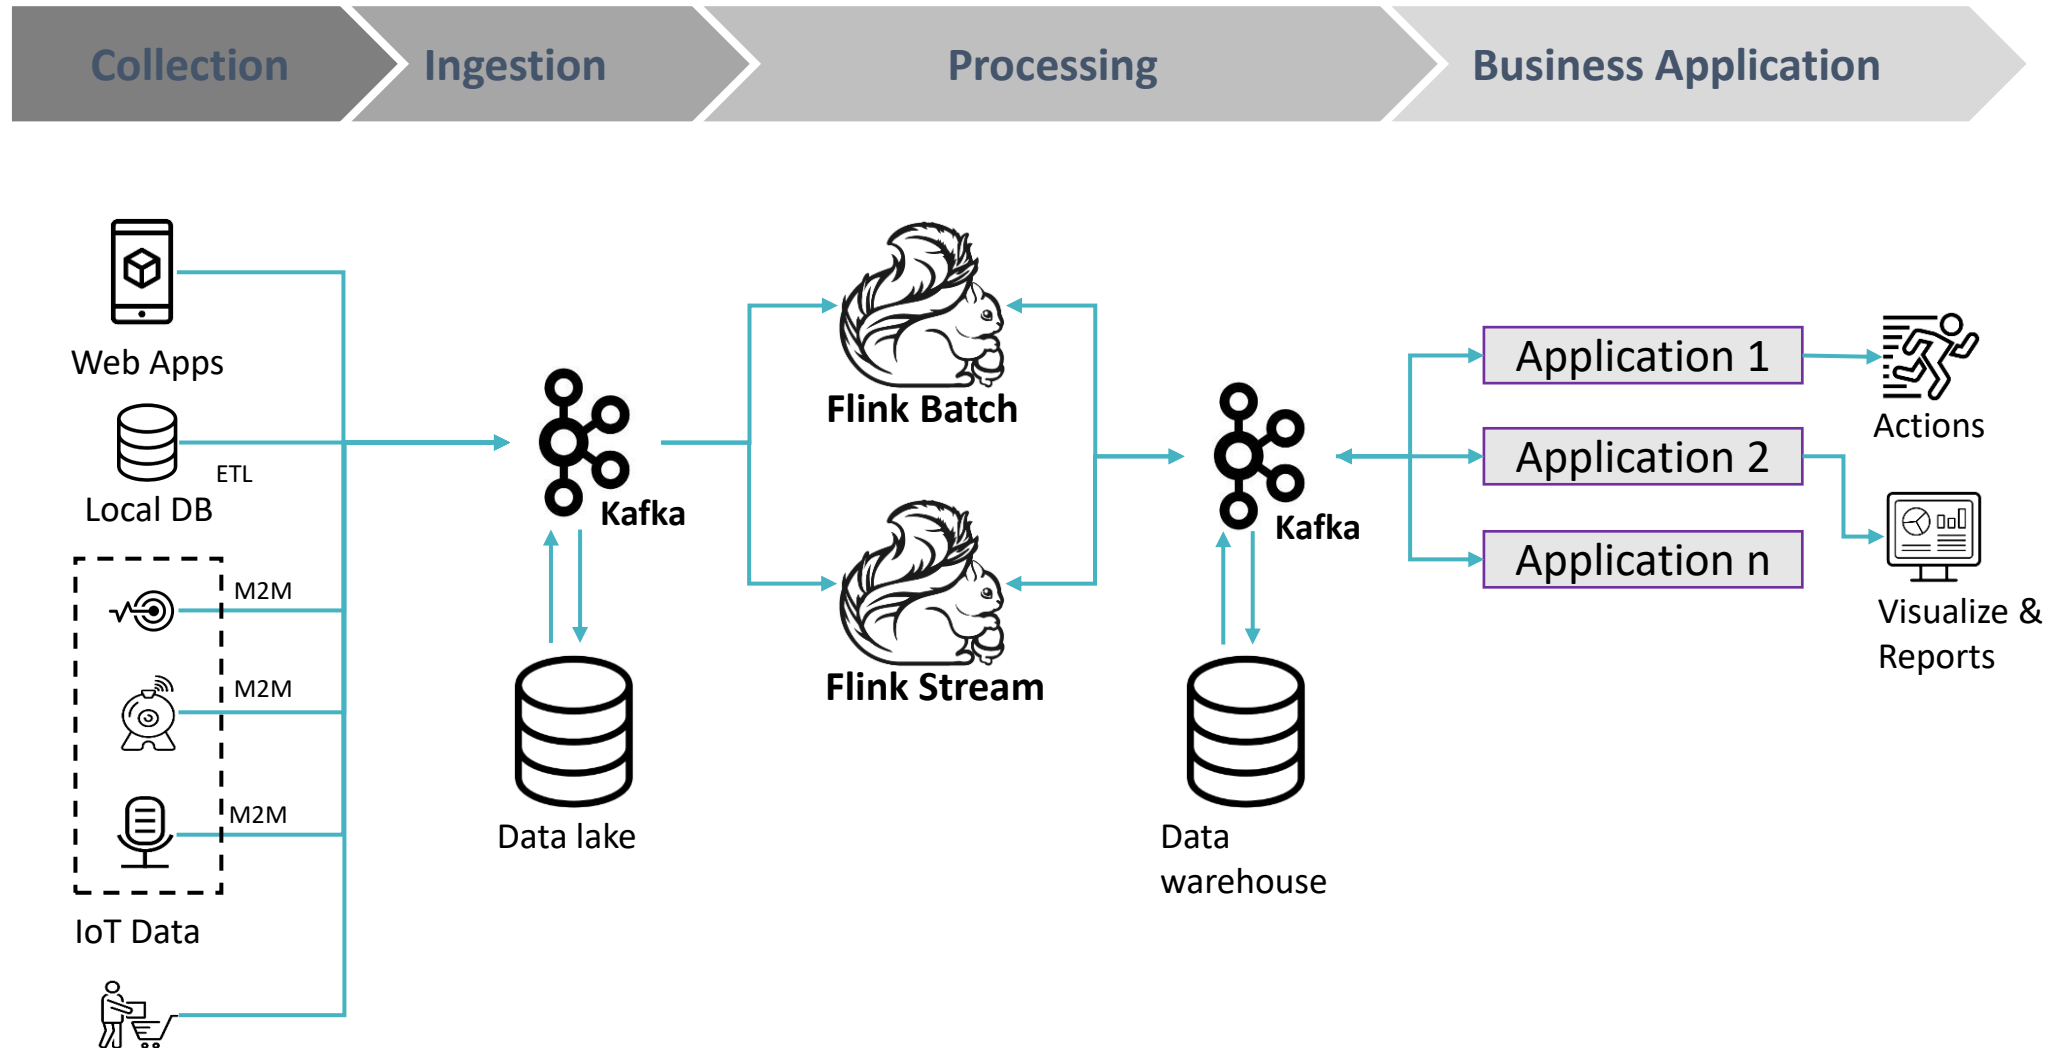 Collection
Ingestion
Processing
Business Application
Web Apps
ETL
Local DB
M2M
M2M
M2M
IoT Data
Kafka
Data lake
Flink Batch
Flink Stream
Kafka
Data
warehouse
Application 1
Application 2
Application n
Actions
Visualize &
Reports